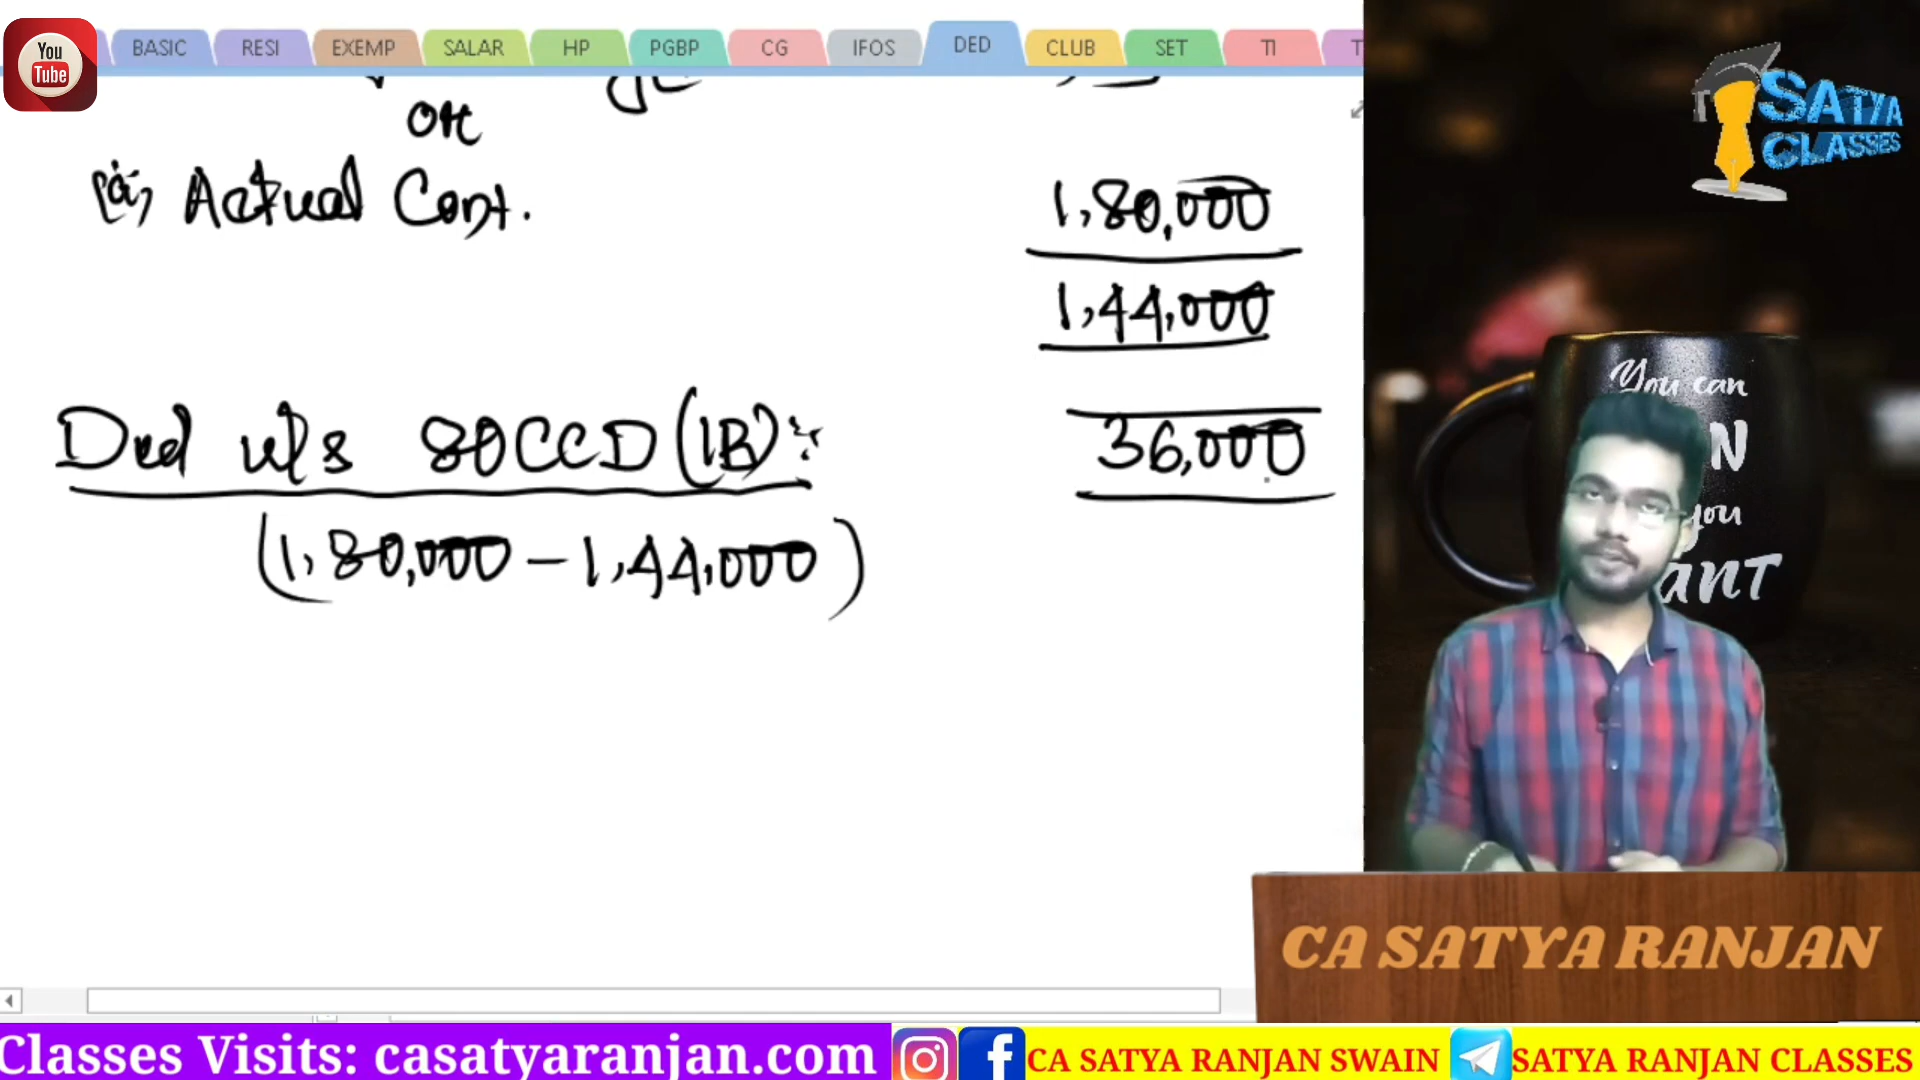 You
Tube
BASIC RESI EXEMP SALAR HP PGBP CG IFOS DED CLUB SET TI T
SATYA
CLASSES
OR
Actual Cont. 1,80,000
1,44,000
Ded u/s 80CCD(1B):- 36,000
(1,80,000 - 1,44,000)
You can
N
you
ANT
CA SATYA RANJAN
Classes Visits: casatyaranjan.com
CA SATYA RANJAN SWAIN
SATYA RANJAN CLASSES